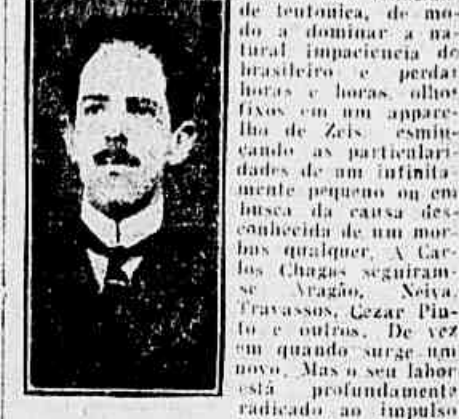 de teutonica, de mo-
do a dominar a na-
tural impaciencia do
brasileiro e perdar
horas e horas, olhos
fixos em um appare-
lho de Zeis. esmiu-
çando as particulari-
dades de um infinita-
mente pequeno ou em
busca da causa des-
conhecida de um mor-
bus qualquer. A Car-
los Chagas seguiram-
se Aragão, Neiva,
Travassos, Cezar Pin-
to e outros. De vez
em quando surge um
novo. Mas o seu labor
está profundamente
radicado ao impulso